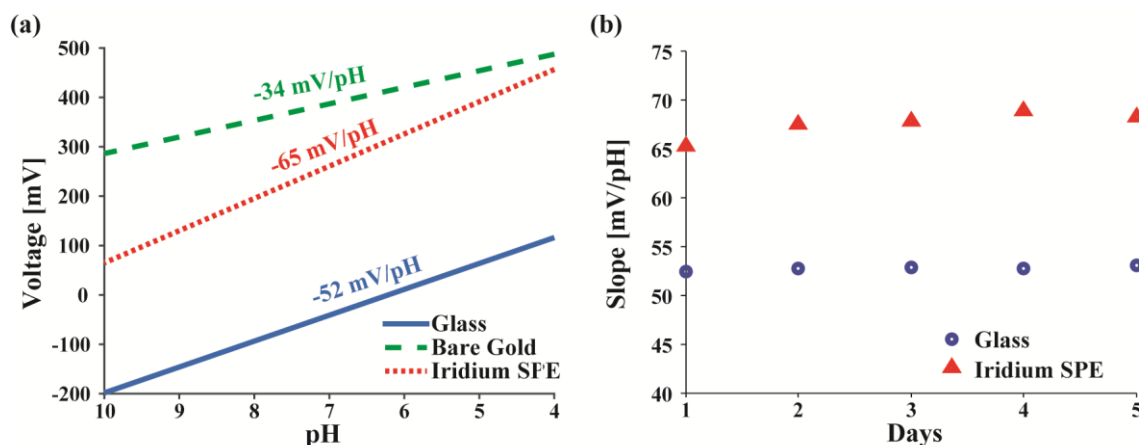 (a)
Voltage [mV]
500
400
300
200
100
0
-100
-200
-34 mV/pH
-65 mV/pH
-52 mV/pH
Glass
Bare Gold
Iridium SPE
10 9 8 7 6 5 4
pH
(b)
Slope [mV/pH]
75
70
65
60
55
50
45
40
Glass
Iridium SPE
1 2 3 4 5
Days